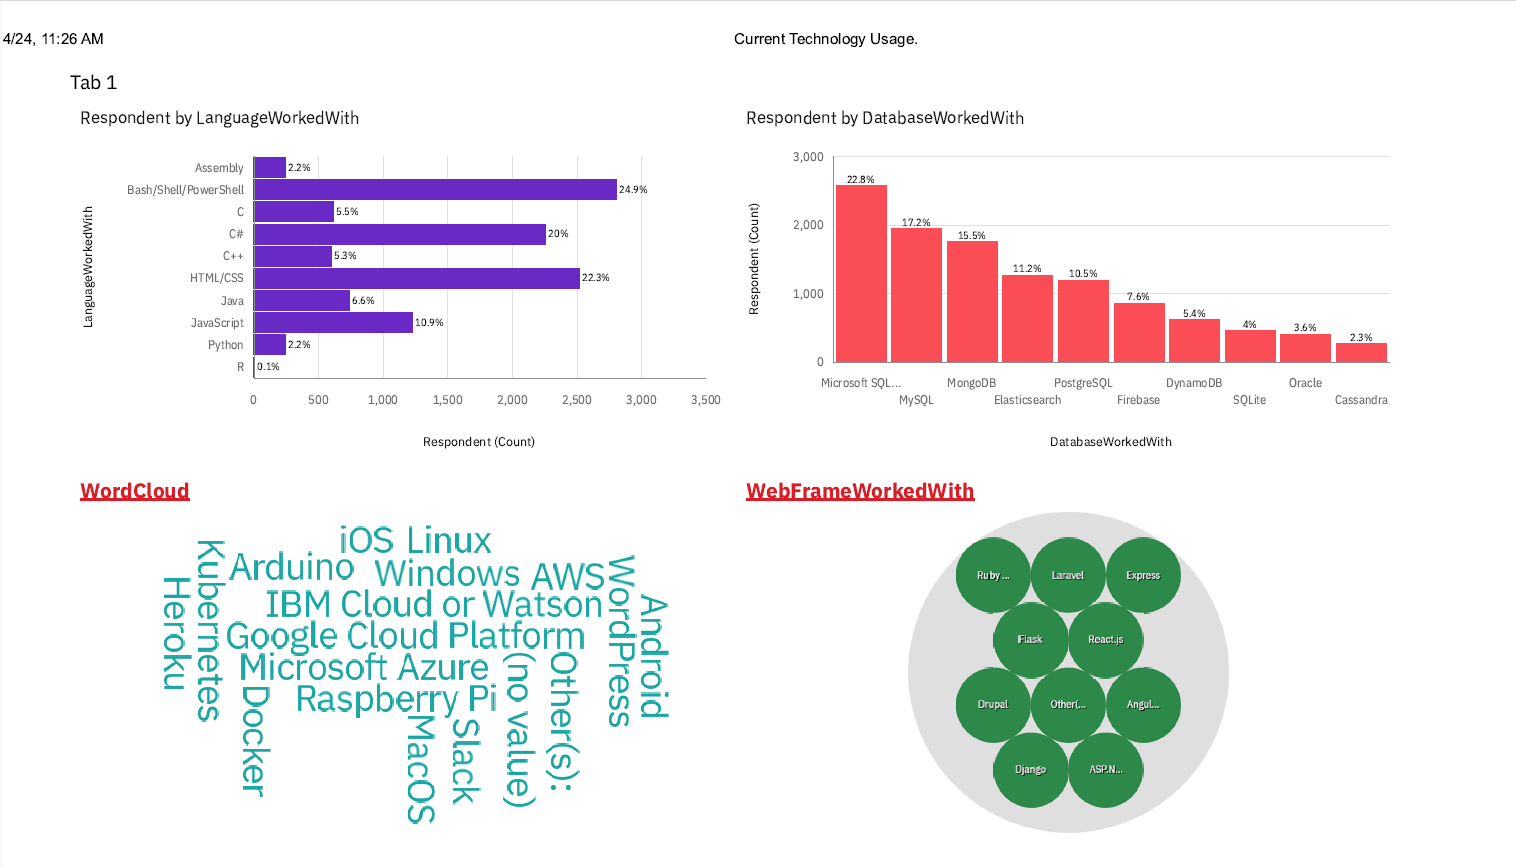 4/24, 11:26 AM
Current Technology Usage.
Tab 1
Respondent by LanguageWorkedWith
LanguageWorkedWith
Assembly 2.2%
Bash/Shell/PowerShell 24.9%
C 5.5%
C# 20%
C++ 5.3%
HTML/CSS 22.3%
Java 6.6%
JavaScript 10.9%
Python 2.2%
R 0.1%
0 500 1,000 1,500 2,000 2,500 3,000 3,500
Respondent (Count)
Respondent by DatabaseWorkedWith
Respondent (Count)
3,000
2,000
1,000
0
22.8%
17.2%
15.5%
11.2%
10.5%
7.6%
5.4%
4%
3.6%
2.3%
Microsoft SQL... MongoDB PostgreSQL DynamoDB Oracle
MySQL Elasticsearch Firebase SQLite Cassandra
DatabaseWorkedWith
WordCloud
iOS Linux
Arduino Windows AWS
IBM Cloud or Watson
Google Cloud Platform
Microsoft Azure
Raspberry Pi
Heroku
Kubernetes
Docker
MacOS
Slack
(no value)
Other(s):
WordPress
Android
WebFrameWorkedWith
Ruby ... Laravel Express
Flask React.js
Drupal Other(... Angul...
Django ASP.N...